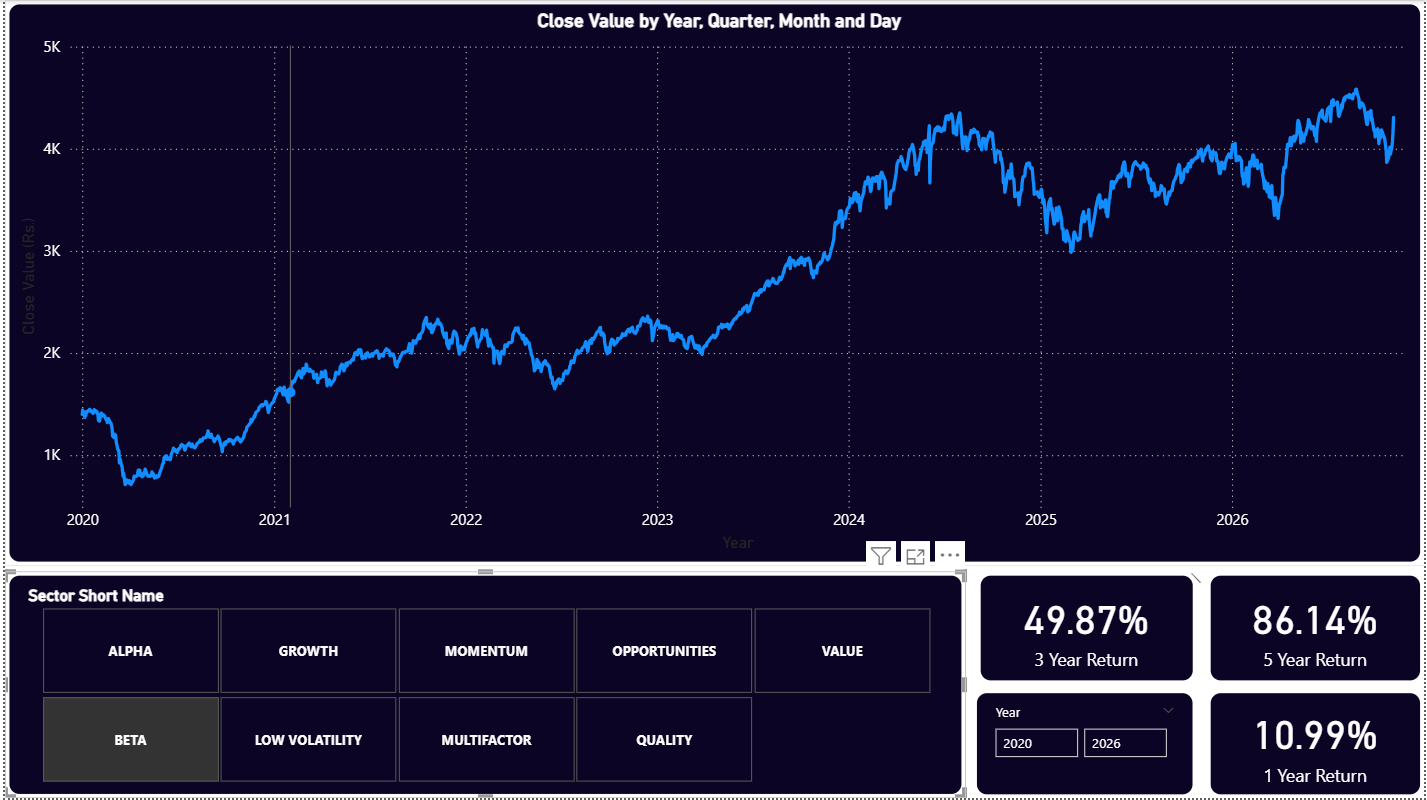 Close Value by Year, Quarter, Month and Day
5K
4K
3K
2K
1K
Close Value (Rs.)
2020 2021 2022 2023 2024 2025 2026
Year
Sector Short Name
ALPHA GROWTH MOMENTUM OPPORTUNITIES VALUE
BETA LOW VOLATILITY MULTIFACTOR QUALITY
49.87%
3 Year Return
86.14%
5 Year Return
Year
2020 2026
10.99%
1 Year Return